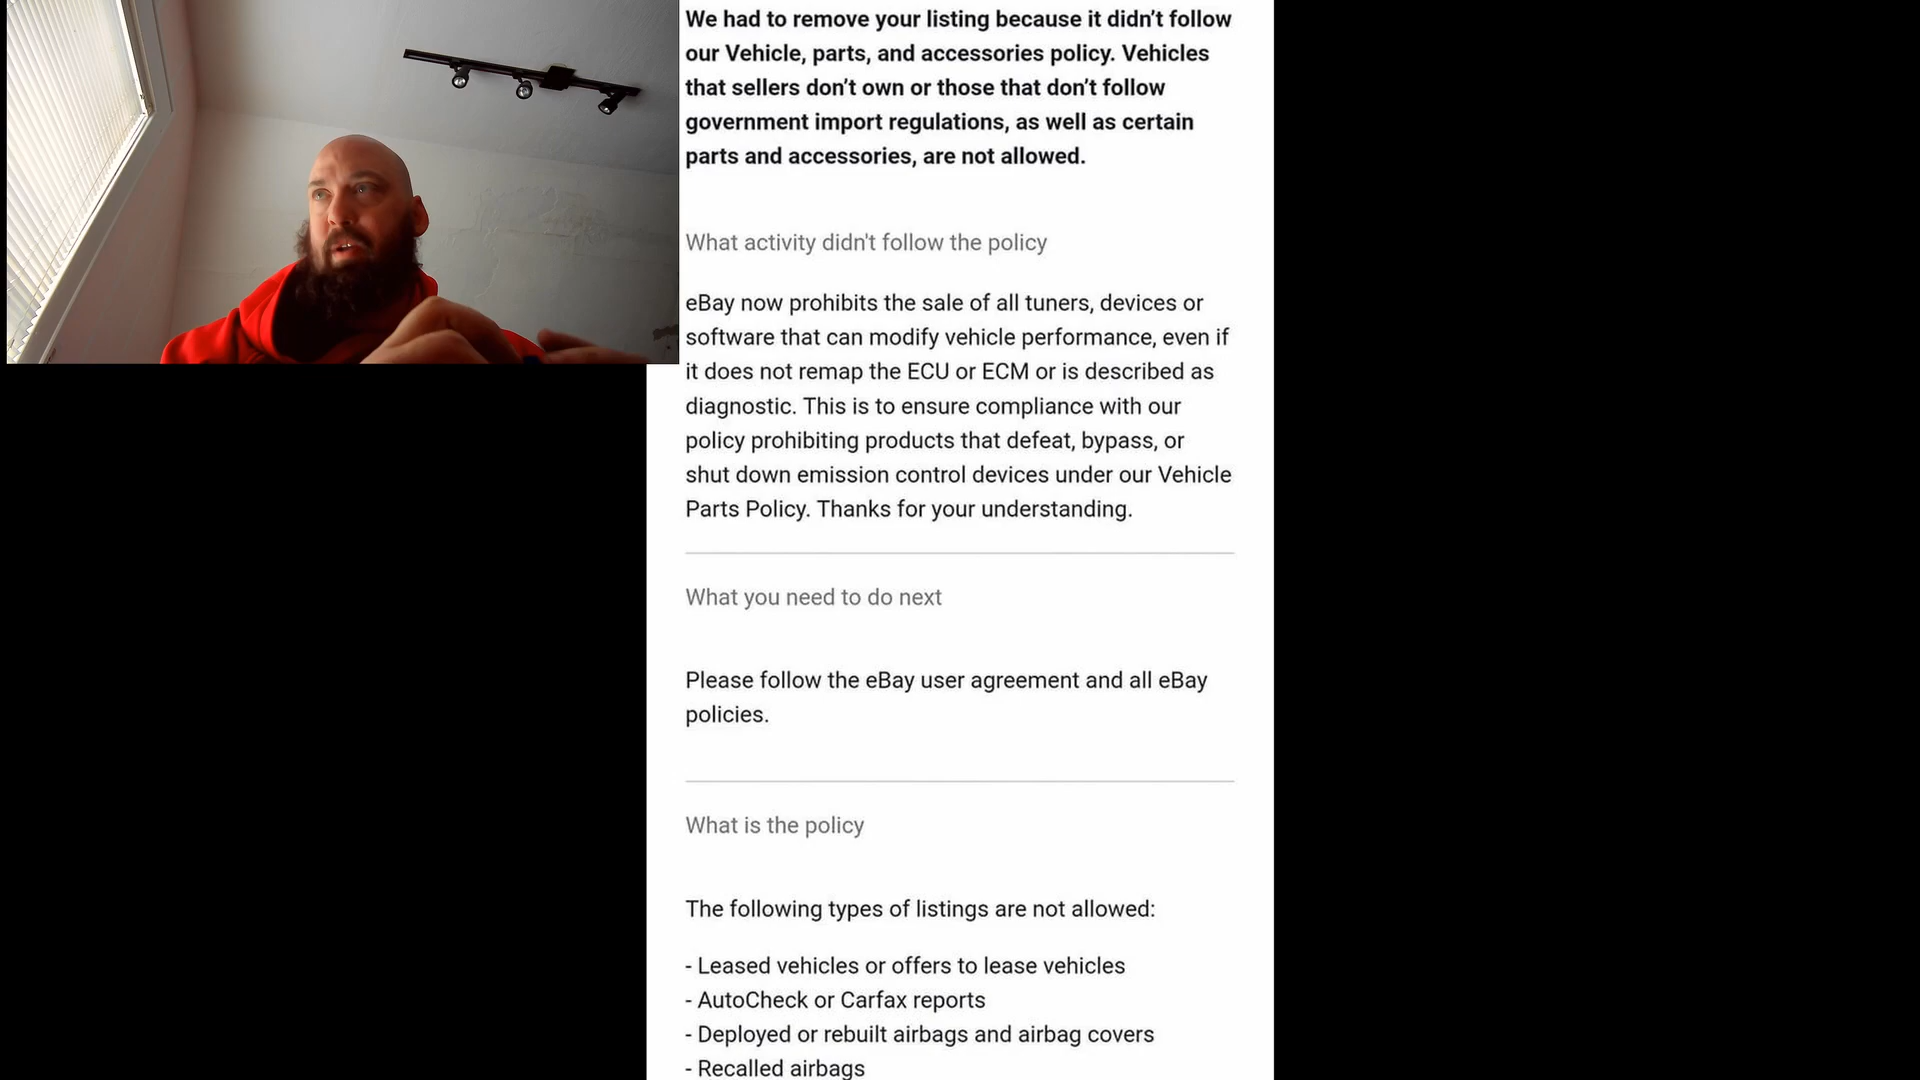 We had to remove your listing because it didn’t follow
our Vehicle, parts, and accessories policy. Vehicles
that sellers don’t own or those that don’t follow
government import regulations, as well as certain
parts and accessories, are not allowed.
What activity didn't follow the policy
eBay now prohibits the sale of all tuners, devices or
software that can modify vehicle performance, even if
it does not remap the ECU or ECM or is described as
diagnostic. This is to ensure compliance with our
policy prohibiting products that defeat, bypass, or
shut down emission control devices under our Vehicle
Parts Policy. Thanks for your understanding.
What you need to do next
Please follow the eBay user agreement and all eBay
policies.
What is the policy
The following types of listings are not allowed:
- Leased vehicles or offers to lease vehicles
- AutoCheck or Carfax reports
- Deployed or rebuilt airbags and airbag covers
- Recalled airbags